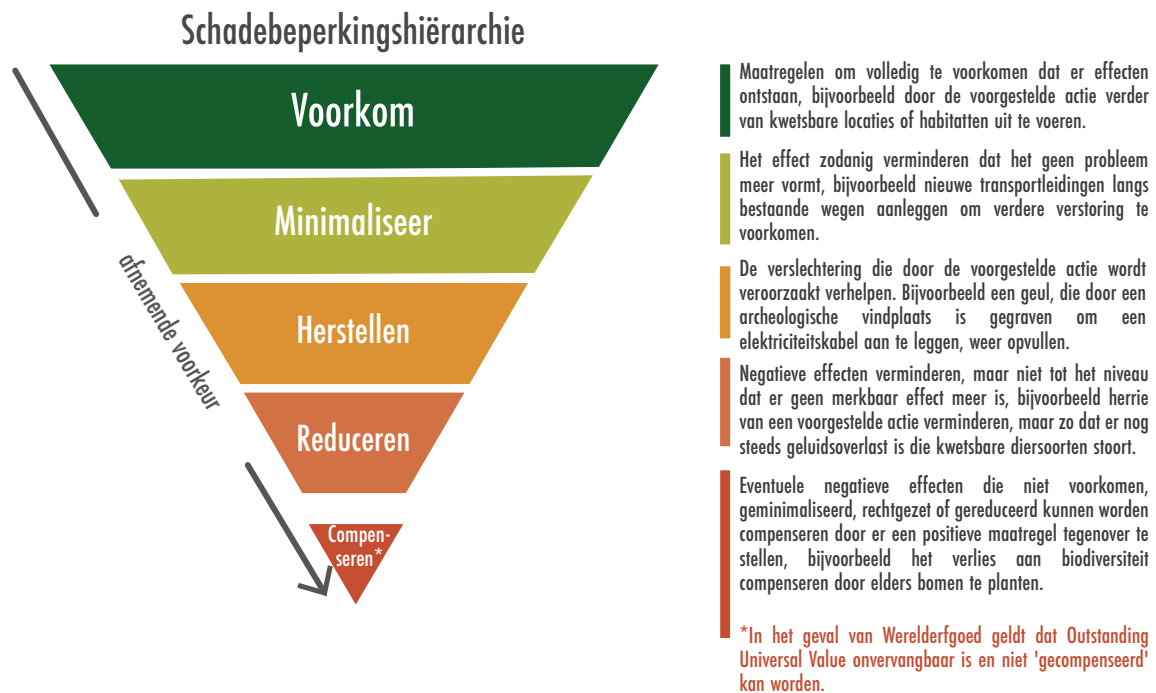 Schadebeperkingshiërarchie
Voorkom
Minimaliseer
Herstellen
Reduceren
Compen-
seren*
afnemende voorkeur
Maatregelen om volledig te voorkomen dat er effecten
ontstaan, bijvoorbeeld door de voorgestelde actie verder
van kwetsbare locaties of habitatten uit te voeren.
Het effect zodanig verminderen dat het geen probleem
meer vormt, bijvoorbeeld nieuwe transportleidingen langs
bestaande wegen aanleggen om verdere verstoring te
voorkomen.
De verslechtering die door de voorgestelde actie wordt
veroorzaakt verhelpen. Bijvoorbeeld een geul, die door een
archeologische vindplaats is gegraven om een
elektriciteitskabel aan te leggen, weer opvullen.
Negatieve effecten verminderen, maar niet tot het niveau
dat er geen merkbaar effect meer is, bijvoorbeeld herrie
van een voorgestelde actie verminderen, maar zo dat er nog
steeds geluidsoverlast is die kwetsbare diersoorten stoort.
Eventuele negatieve effecten die niet voorkomen,
geminimaliseerd, rechtgezet of gereduceerd kunnen worden
compenseren door er een positieve maatregel tegenover te
stellen, bijvoorbeeld het verlies aan biodiversiteit
compenseren door elders bomen te planten.
*In het geval van Werelderfgoed geldt dat Outstanding
Universal Value onvervangbaar is en niet 'gecompenseerd'
kan worden.